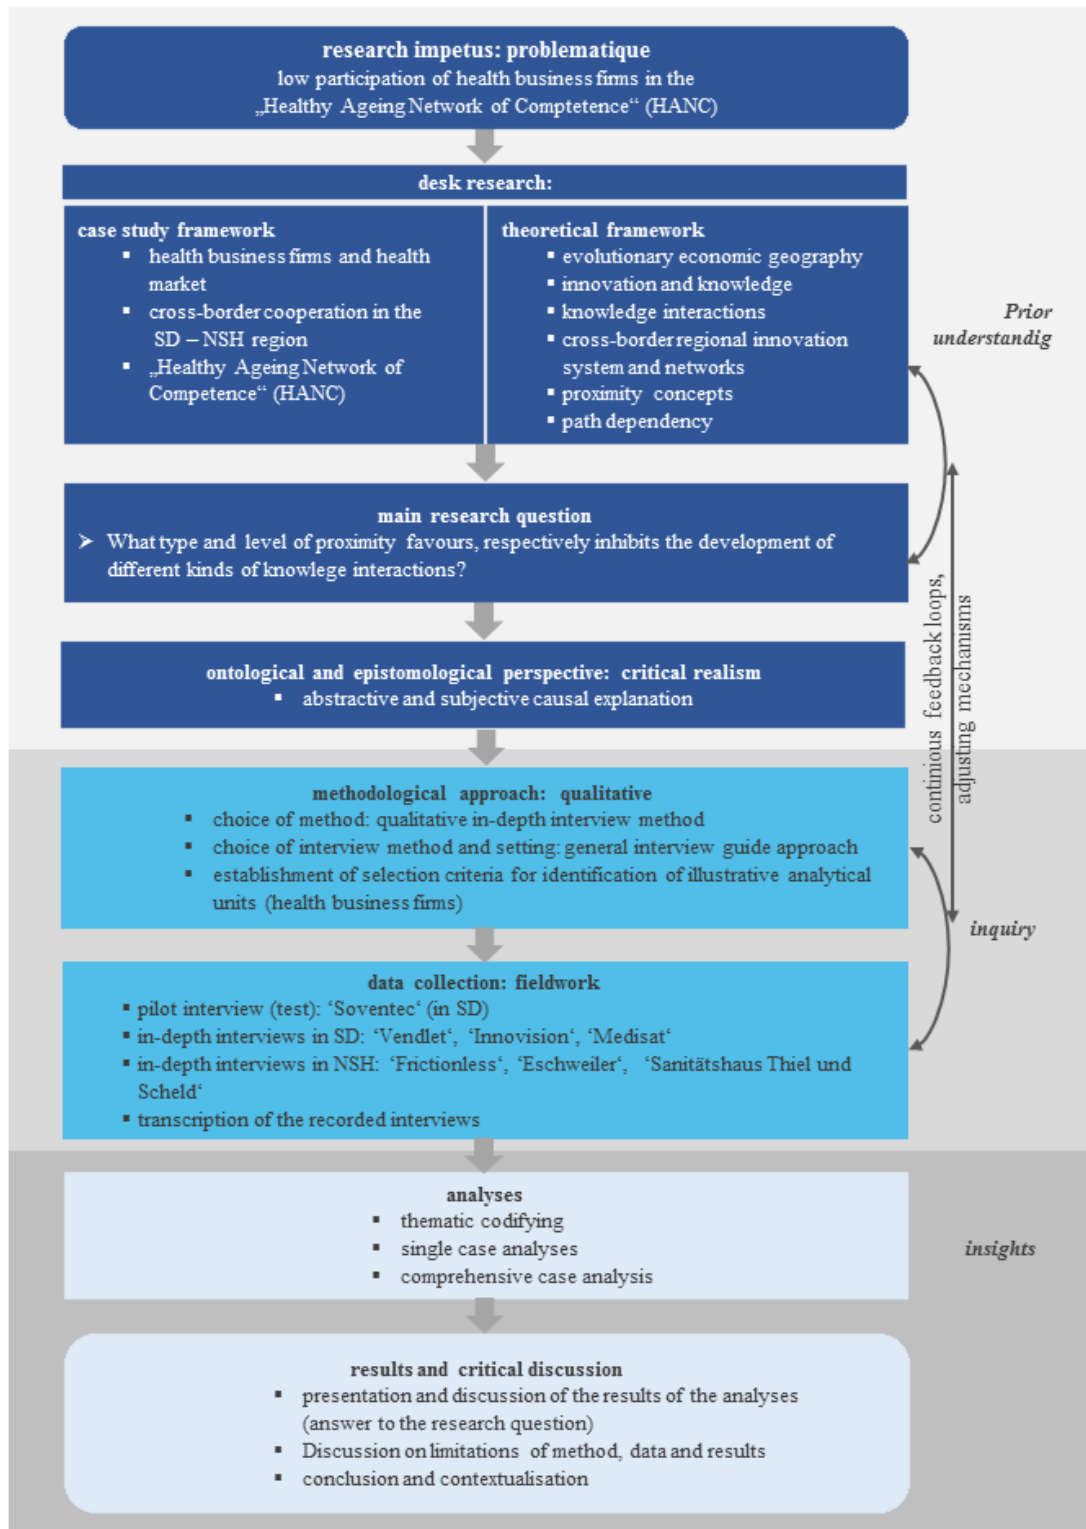 research impetus: problematique
low participation of health business firms in the
„Healthy Ageing Network of Comptetence“ (HANC)
desk research:
case study framework
▪ health business firms and health
market
▪ cross-border cooperation in the
SD – NSH region
▪ „Healthy Ageing Network of
Competence“ (HANC)
theoretical framework
▪ evolutionary economic geography
▪ innovation and knowledge
▪ knowledge interactions
▪ cross-border regional innovation
system and networks
▪ proximity concepts
▪ path dependency
Prior
understandig
main research question
➢ What type and level of proximity favours, respectively inhibits the development of
different kinds of knowlege interactions?
ontological and epistomological perspective: critical realism
▪ abstractive and subjective causal explanation
continious feedback loops,
adjusting mechanisms
methodological approach: qualitative
▪ choice of method: qualitative in-depth interview method
▪ choice of interview method and setting: general interview guide approach
▪ establishment of selection criteria for identification of illustrative analytical
units (health business firms)
inquiry
data collection: fieldwork
▪ pilot interview (test): ‘Soventec‘ (in SD)
▪ in-depth interviews in SD: ‘Vendlet‘, ‘Innovision‘, ‘Medisat‘
▪ in-depth interviews in NSH: ‘Frictionless‘, ‘Eschweiler‘, ‘Sanitätshaus Thiel und
Scheld‘
▪ transcription of the recorded interviews
analyses
▪ thematic codifying
▪ single case analyses
▪ comprehensive case analysis
insights
results and critical discussion
▪ presentation and discussion of the results of the analyses
(answer to the research question)
▪ Discussion on limitations of method, data and results
▪ conclusion and contextualisation